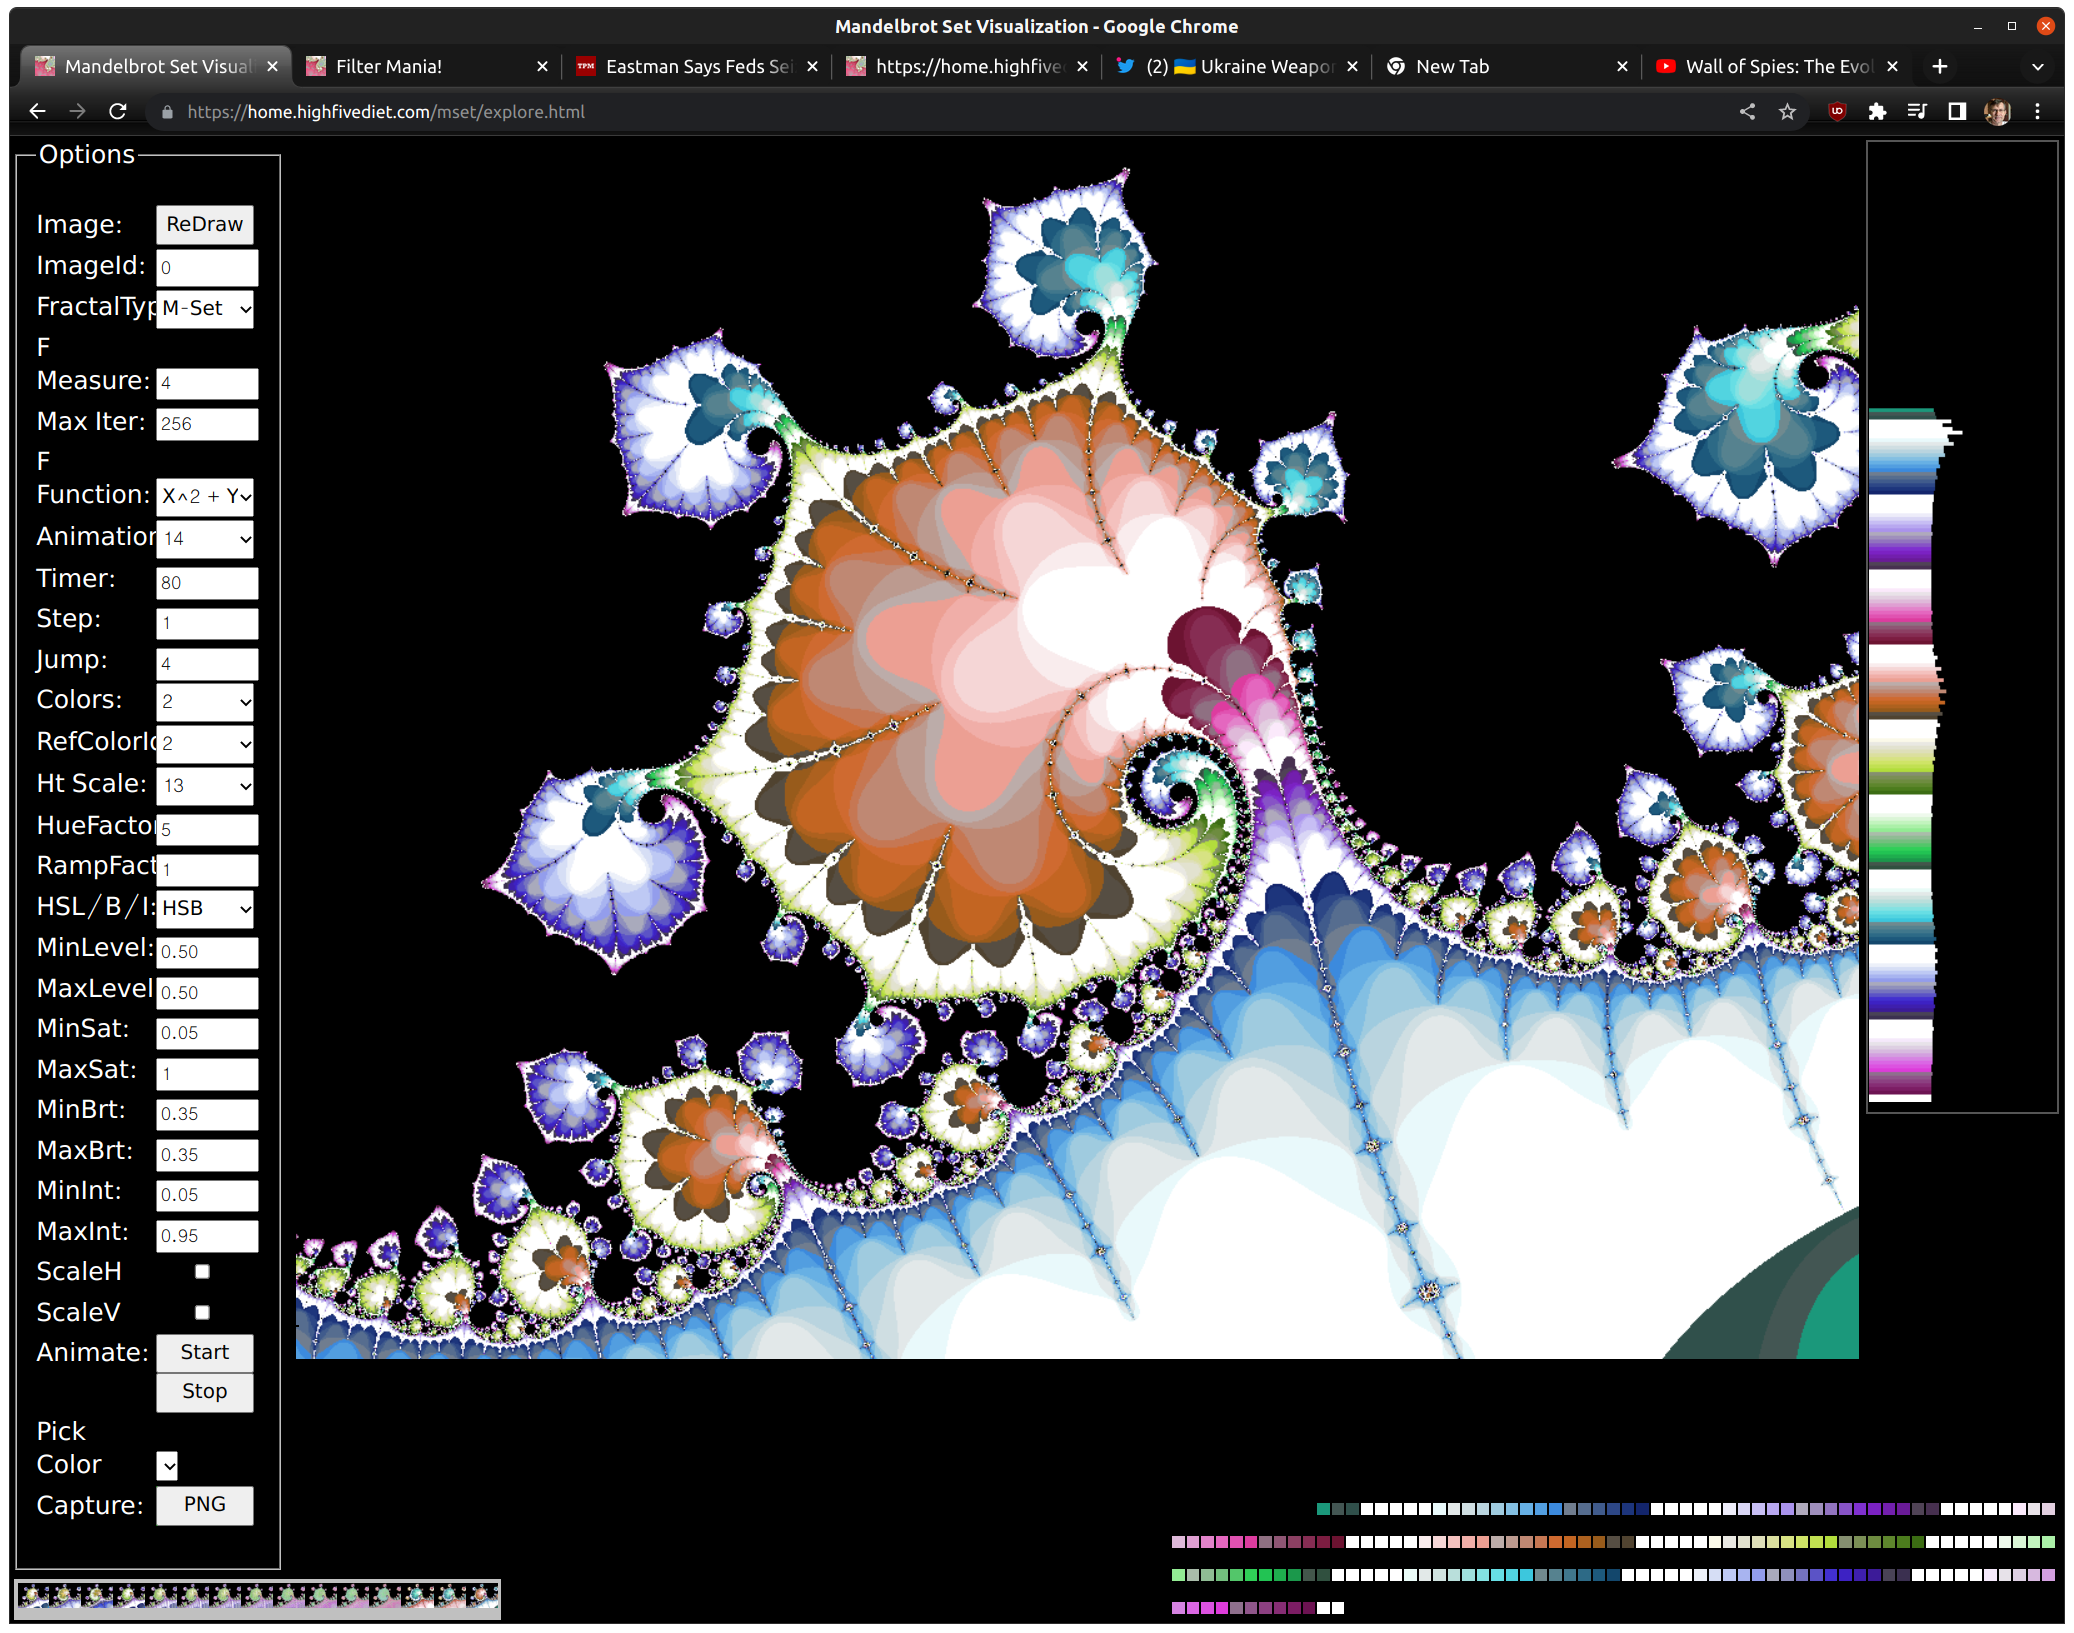 Mandelbrot Set Visualization - Google Chrome
Mandelbrot Set Visual
Filter Mania!
TPM Eastman Says Feds Sei
https://home.highfive
(2) 🇺🇦 Ukraine Weapon
New Tab
Wall of Spies: The Evol
https://home.highfivediet.com/mset/explore.html
Options
Image: ReDraw
ImageId: 0
FractalTyp M-Set
F
Measure: 4
Max Iter: 256
F
Function: X^2 + Y
Animation 14
Timer: 80
Step: 1
Jump: 4
Colors: 2
RefColorId 2
Ht Scale: 13
HueFactor 5
RampFact 1
HSL/B/I: HSB
MinLevel: 0.50
MaxLevel 0.50
MinSat: 0.05
MaxSat: 1
MinBrt: 0.35
MaxBrt: 0.35
MinInt: 0.05
MaxInt: 0.95
ScaleH
ScaleV
Animate: Start
Stop
Pick
Color
Capture: PNG